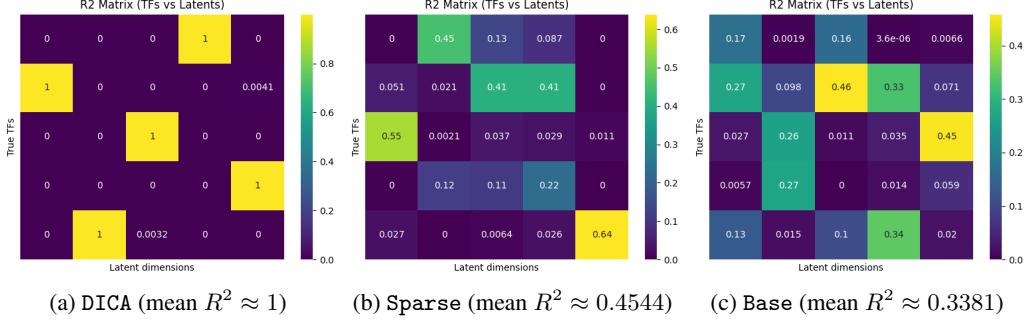 R2 Matrix (TFs vs Latents)
True TFs
0 0 0 1 0
1 0 0 0 0.0041
0 0 1 0 0
0 0 0 0 1
0 1 0.0032 0 0
Latent dimensions
0.8
0.6
0.4
0.2
0.0
(a) DICA (mean R² ≈ 1)
R2 Matrix (TFs vs Latents)
True TFs
0 0.45 0.13 0.087 0
0.051 0.021 0.41 0.41 0
0.55 0.0021 0.037 0.029 0.011
0 0.12 0.11 0.22 0
0.027 0 0.0064 0.026 0.64
Latent dimensions
0.6
0.5
0.4
0.3
0.2
0.1
0.0
(b) Sparse (mean R² ≈ 0.4544)
R2 Matrix (TFs vs Latents)
True TFs
0.17 0.0019 0.16 3.6e-06 0.0066
0.27 0.098 0.46 0.33 0.071
0.027 0.26 0.011 0.035 0.45
0.0057 0.27 0 0.014 0.059
0.13 0.015 0.1 0.34 0.02
Latent dimensions
0.4
0.3
0.2
0.1
0.0
(c) Base (mean R² ≈ 0.3381)